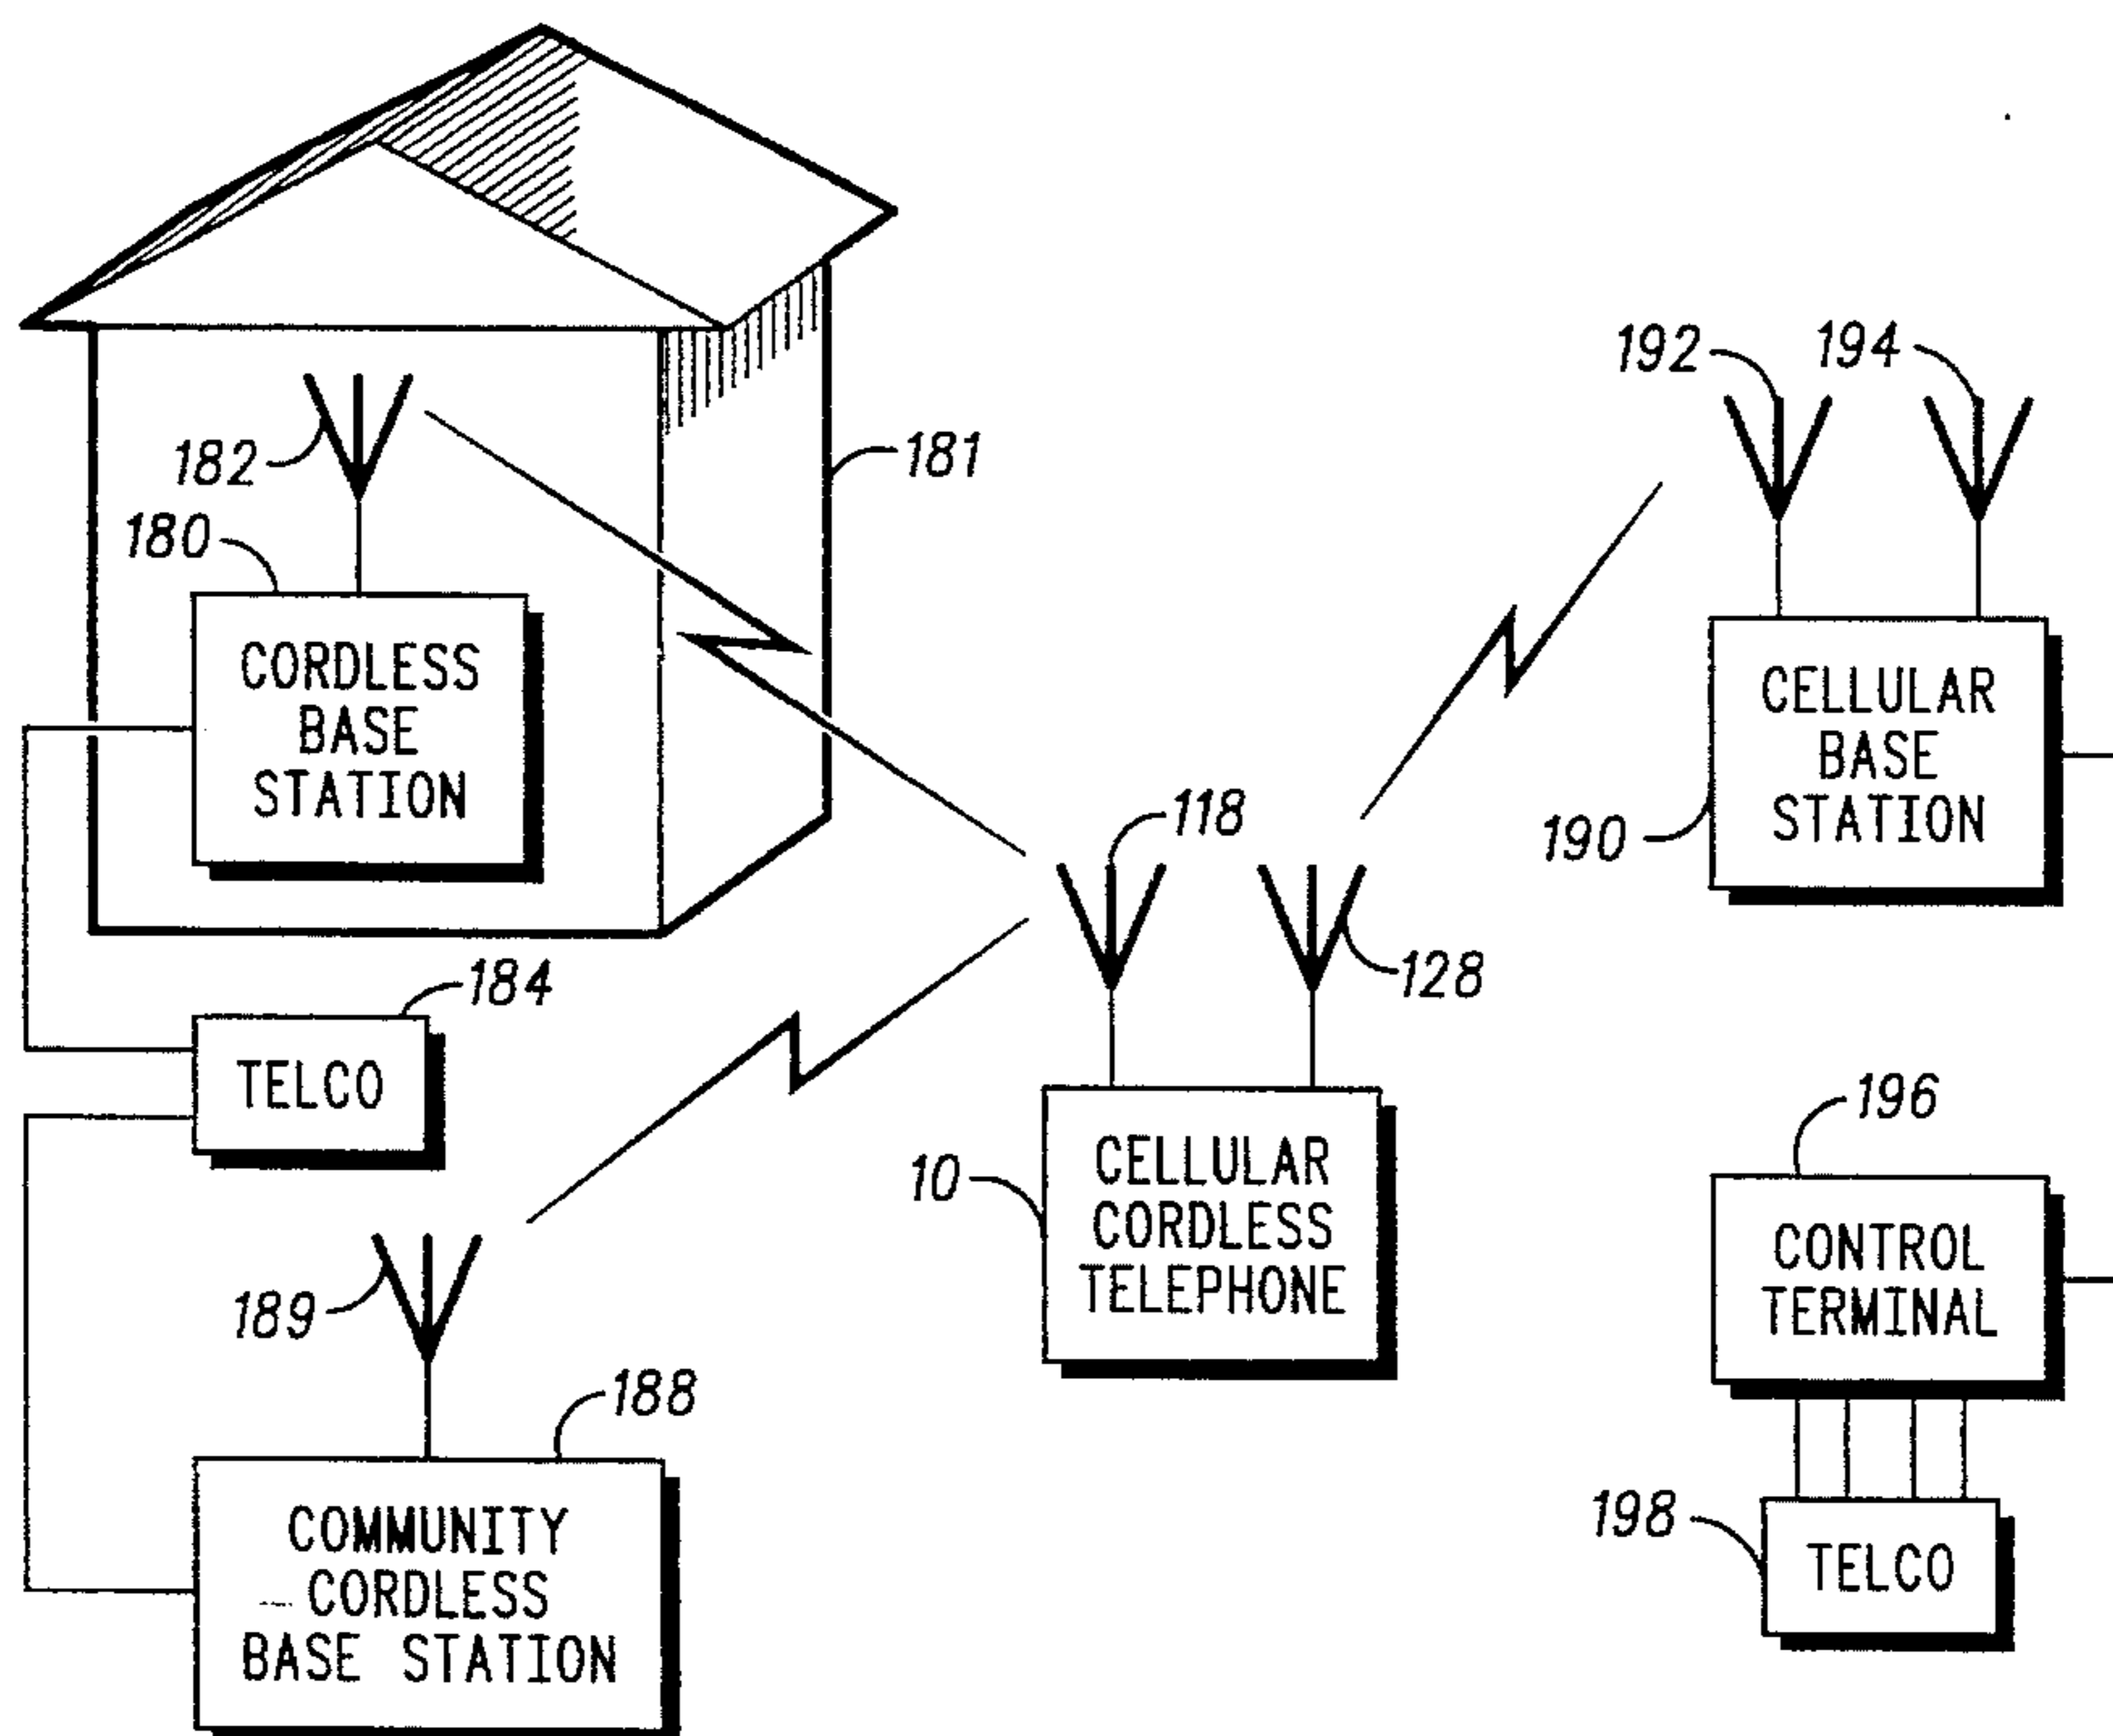 192
194
182
181
180
CORDLESS
BASE
STATION
CELLULAR
BASE
STATION
190
118
128
184
TELCO
196
10
CELLULAR
CORDLESS
TELEPHONE
CONTROL
TERMINAL
189
188
198
TELCO
COMMUNITY
CORDLESS
BASE STATION